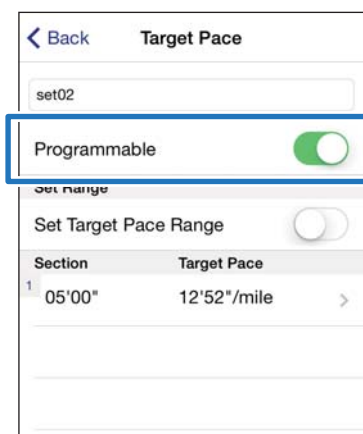 Back Target Pace
set02
Programmable
Set Range
Set Target Pace Range
Section Target Pace
1 05'00" 12'52"/mile